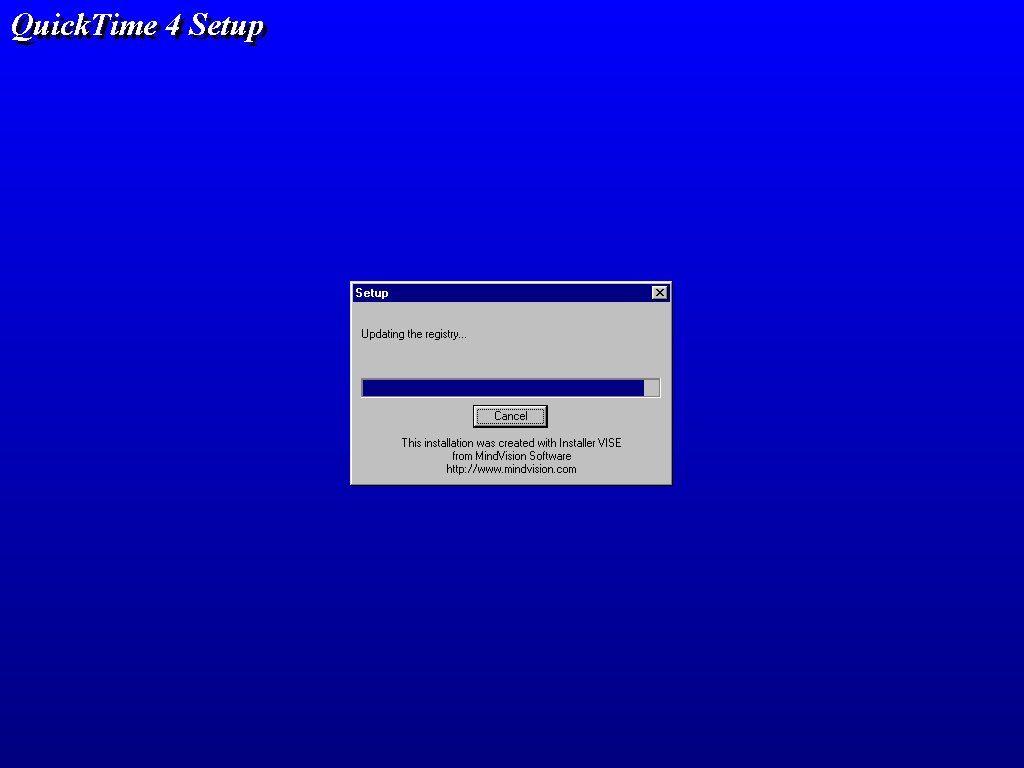 QuickTime 4 Setup
Setup
Updating the registry...
Cancel
This installation was created with Installer VISE
from MindVision Software
http://www.mindvision.com